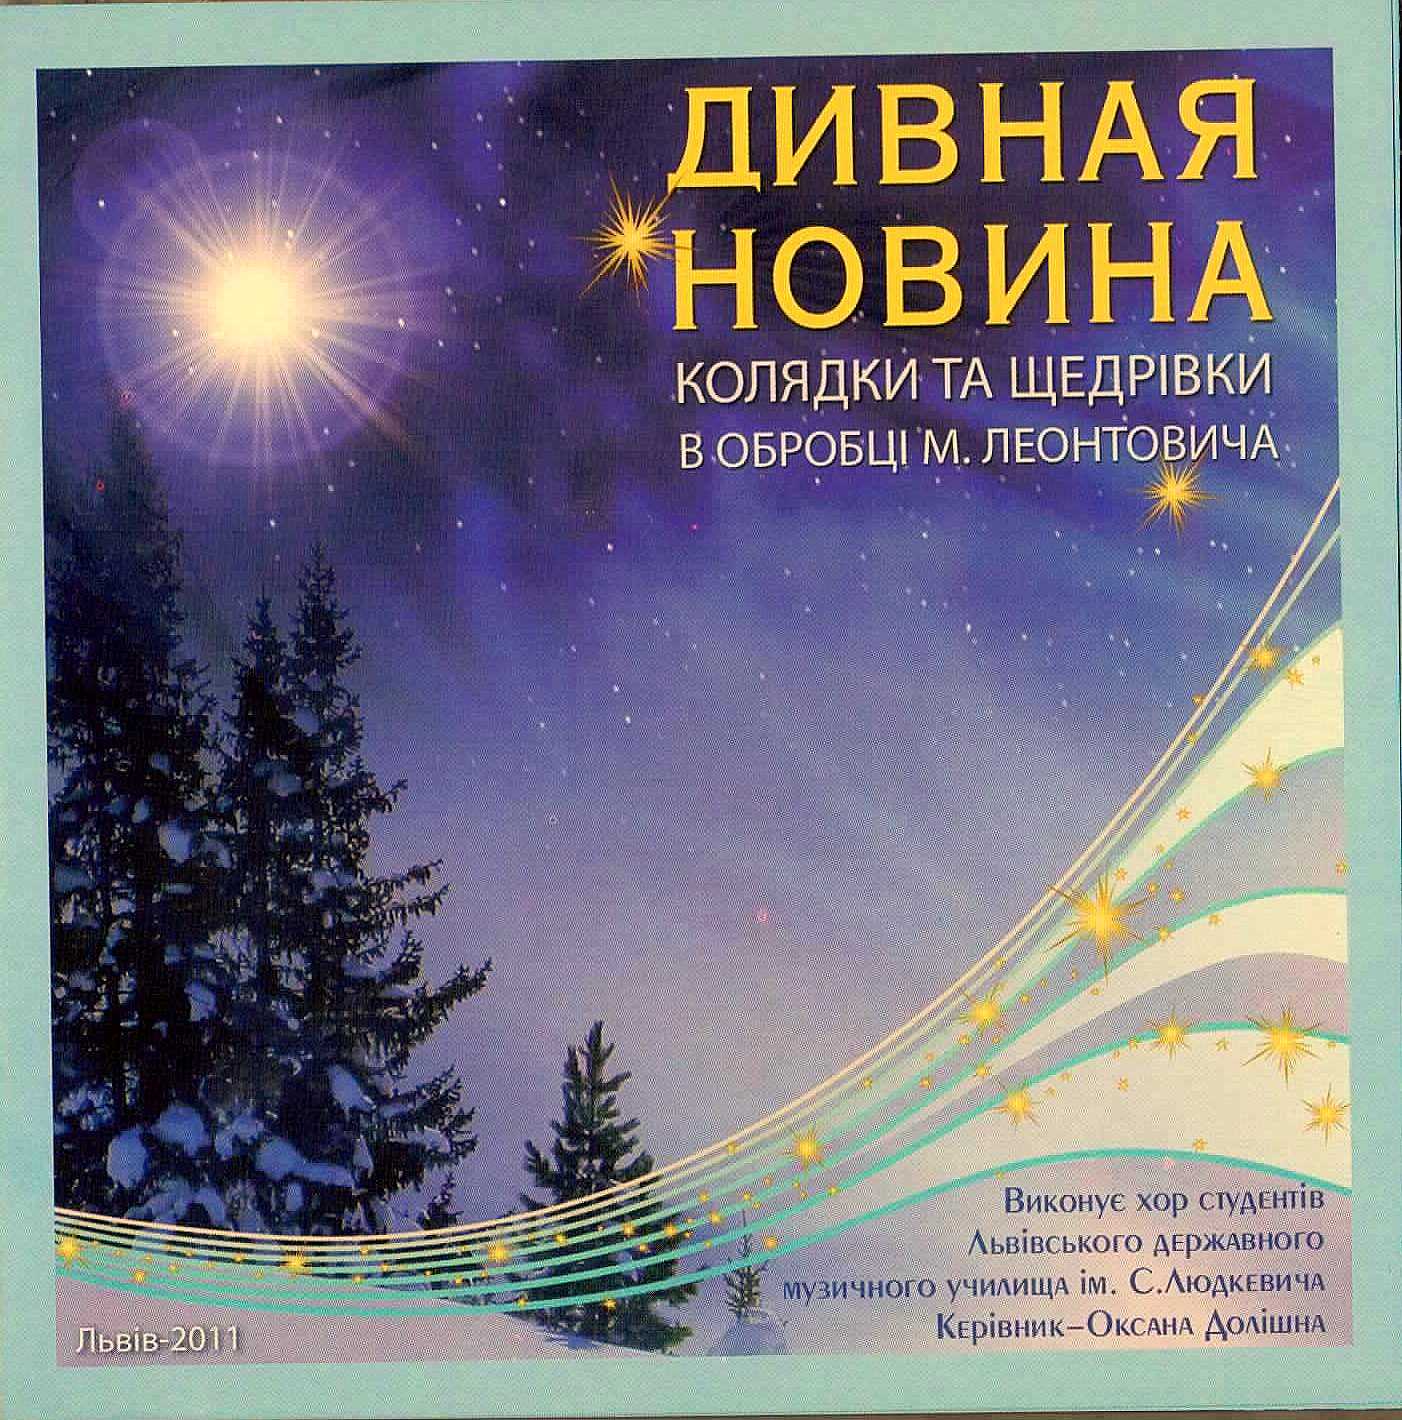 ДИВНАЯ
НОВИНА
КОЛЯДКИ ТА ЩЕДРІВКИ
В ОБРОБЦІ М. ЛЕОНТОВИЧА
Виконує хор студентів
Львівського державного
музичного училища ім. С.Людкевича
Керівник–Оксана Долішна
Львів-2011